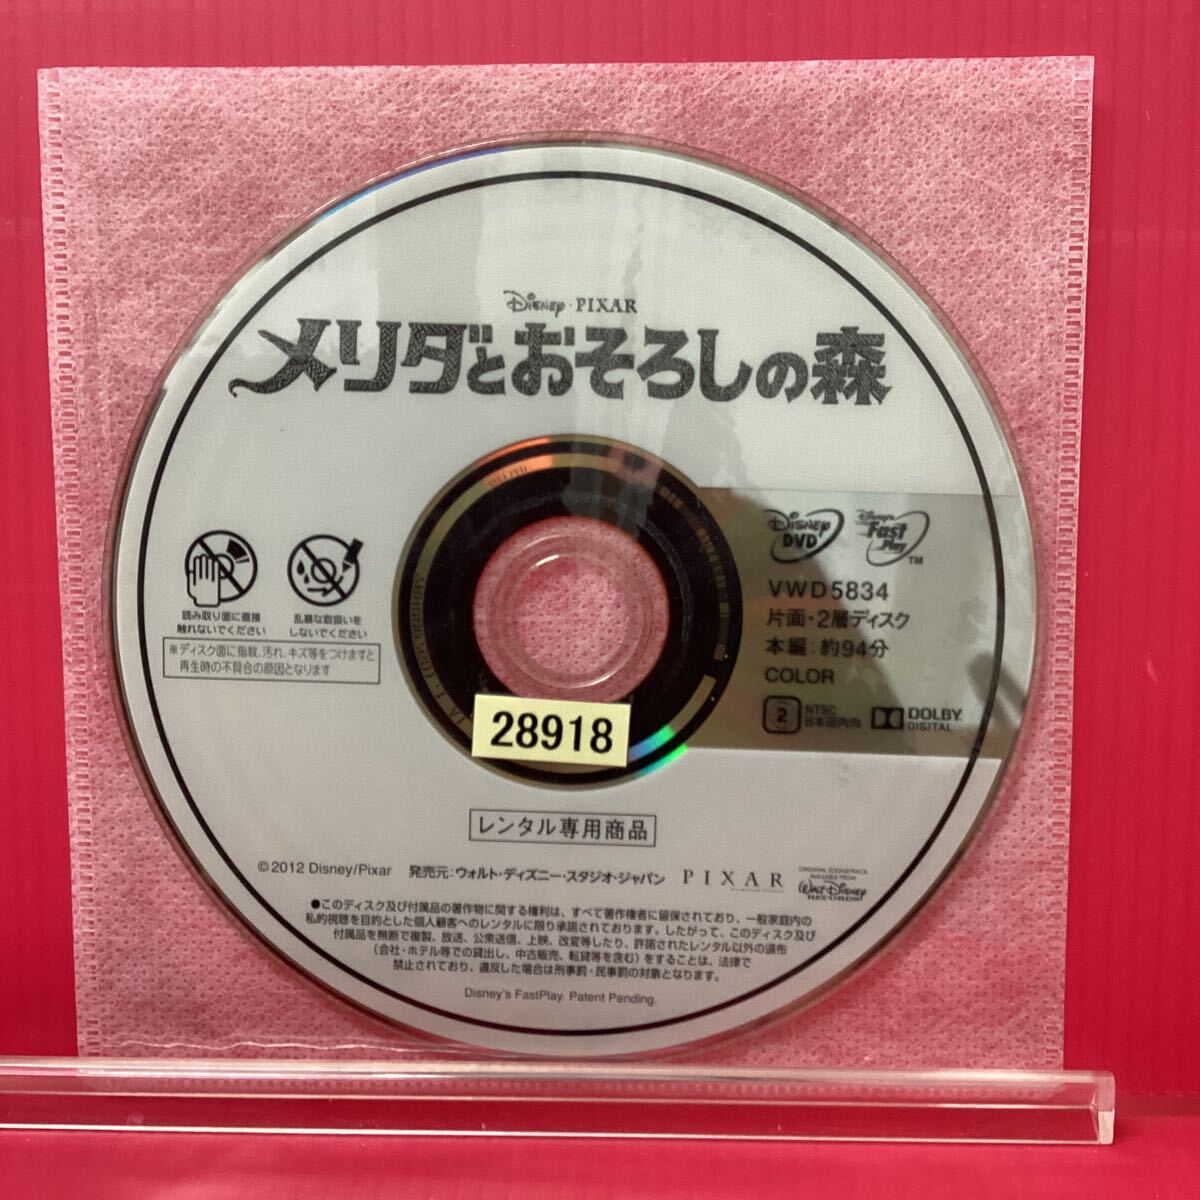 Disney・PIXAR
メリダとおそろしの森
読み取り面に直接
触れないでください
乱暴な取扱いを
しないでください
※ディスク面に指紋、汚れ、キズ等をつけますと
再生時の不具合の原因となります
Disney
DVD
Disney's
Fast
Play
TM
VWD5834
片面・2層ディスク
本編：約94分
COLOR
2
NTSC
日本国内向
DOLBY
DIGITAL
28918
レンタル専用商品
©2012 Disney/Pixar 発売元：ウォルト・ディズニー・スタジオ・ジャパン
PIXAR
ORIGINAL SOUNDTRACK
AVAILABLE FROM
WALT DISNEY
RECORDS
●このディスク及び付属品の著作物に関する権利は、すべて著作権者に留保されており、一般家庭内の
私的視聴を目的とした個人顧客へのレンタルに限り承諾されております。したがって、このディスク及び
付属品を無断で複製、放送、公衆送信、上映、改変等したり、許諾されたレンタル以外の頒布
(会社・ホテル等での貸出し、中古販売、転貸等を含む)をすることは、法律で
禁止されており、違反した場合は刑事罰・民事罰の対象となります。
Disney's FastPlay. Patent Pending.